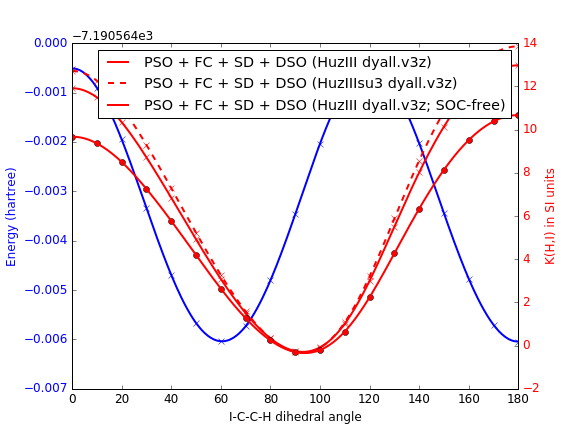 −7.190564e3
0.000
−0.001
−0.002
−0.003
−0.004
−0.005
−0.006
−0.007
Energy (hartree)
PSO + FC + SD + DSO (HuzIII dyall.v3z)
PSO + FC + SD + DSO (HuzIIIsu3 dyall.v3z)
PSO + FC + SD + DSO (HuzIII dyall.v3z; SOC-free)
14
12
10
8
6
4
2
0
−2
K(H,I) in SI units
0 20 40 60 80 100 120 140 160 180
I-C-C-H dihedral angle